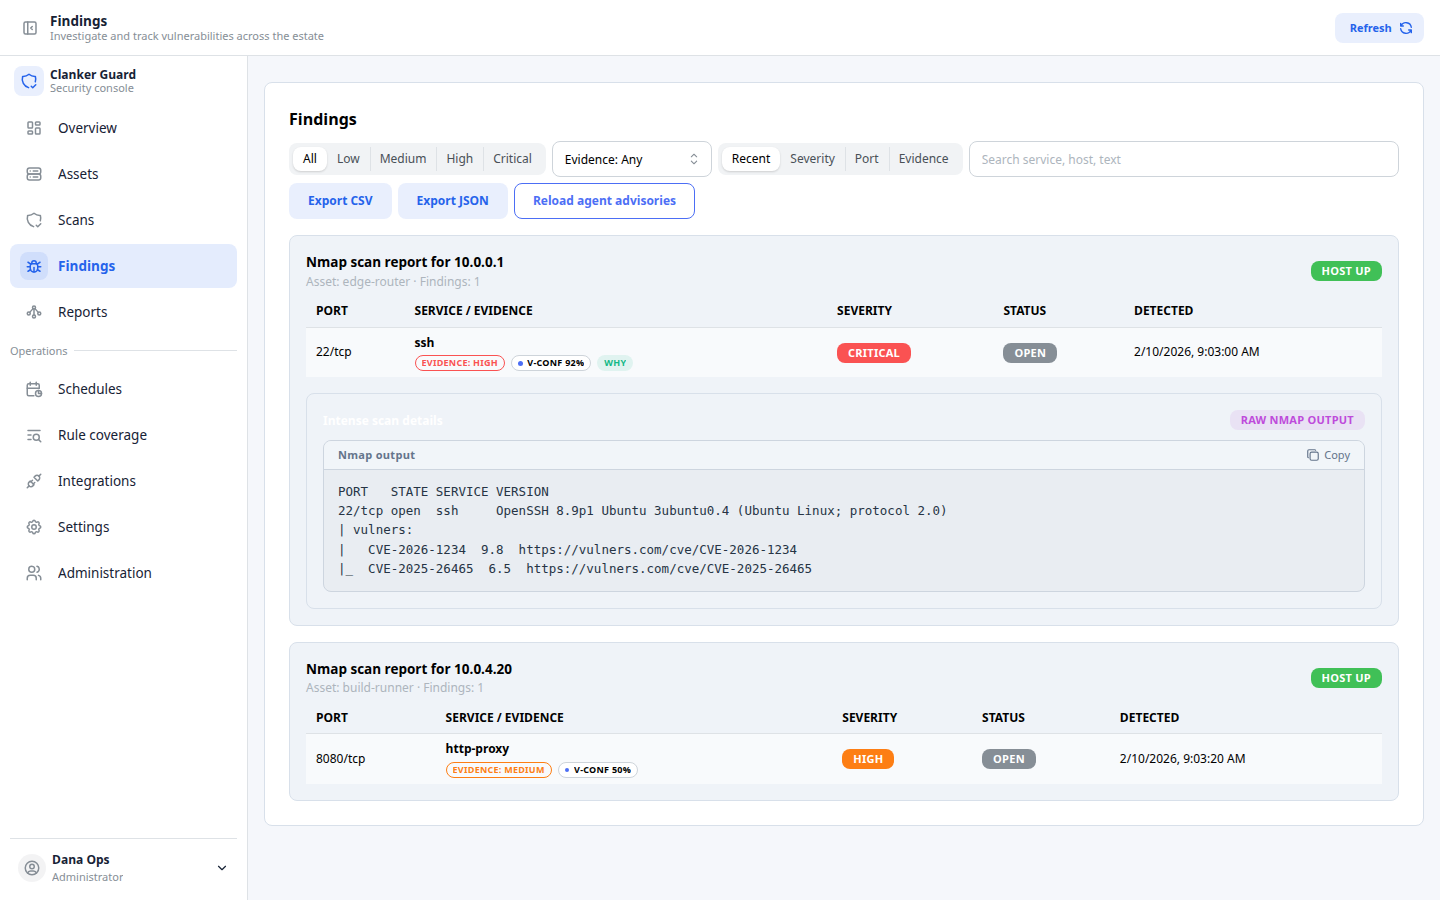 Findings
Investigate and track vulnerabilities across the estate
Refresh
Clanker Guard
Security console
Overview
Assets
Scans
Findings
Reports
Operations
Schedules
Rule coverage
Integrations
Settings
Administration
Dana Ops
Administrator
Findings
All Low Medium High Critical
Evidence: Any
Recent Severity Port Evidence
Search service, host, text
Export CSV
Export JSON
Reload agent advisories
Nmap scan report for 10.0.0.1
Asset: edge-router · Findings: 1
HOST UP
PORT SERVICE / EVIDENCE SEVERITY STATUS DETECTED
22/tcp
ssh
EVIDENCE: HIGH V-CONF 92% WHY
CRITICAL
OPEN
2/10/2026, 9:03:00 AM
Intense scan details
RAW NMAP OUTPUT
Nmap output
Copy
PORT   STATE SERVICE VERSION
22/tcp open  ssh     OpenSSH 8.9p1 Ubuntu 3ubuntu0.4 (Ubuntu Linux; protocol 2.0)
| vulners:
|   CVE-2026-1234  9.8  https://vulners.com/cve/CVE-2026-1234
|_  CVE-2025-26465  6.5  https://vulners.com/cve/CVE-2025-26465
Nmap scan report for 10.0.4.20
Asset: build-runner · Findings: 1
HOST UP
PORT SERVICE / EVIDENCE SEVERITY STATUS DETECTED
8080/tcp
http-proxy
EVIDENCE: MEDIUM V-CONF 50%
HIGH
OPEN
2/10/2026, 9:03:20 AM